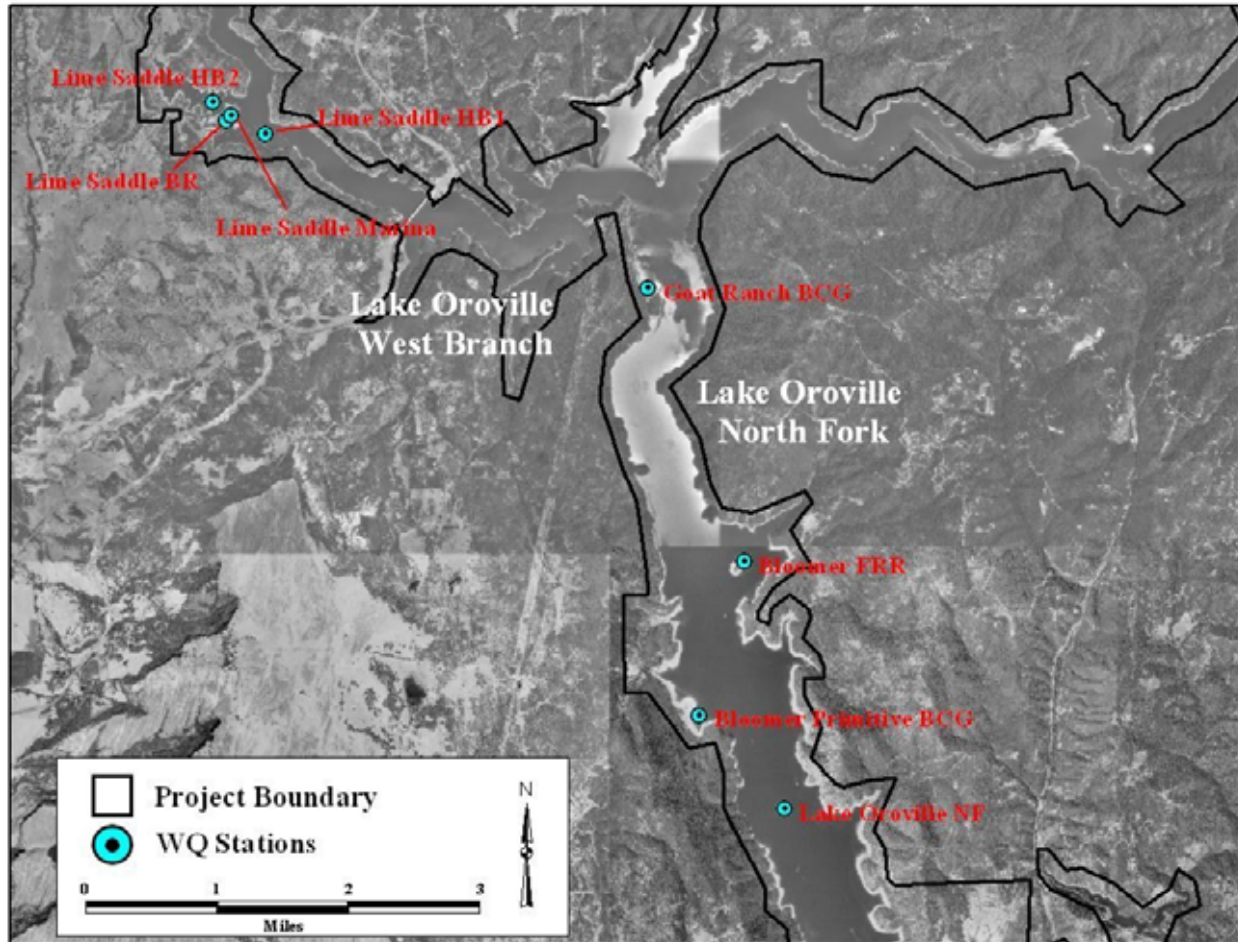 Lime Saddle HB2
Lime Saddle HB1
Lime Saddle BR
Lime Saddle Marina
Goat Ranch BCG
Lake Oroville
West Branch
Lake Oroville
North Fork
Bloomer FRR
Bloomer Primitive BCG
Lake Oroville NF
Project Boundary
WQ Stations
N
0 1 2 3
Miles